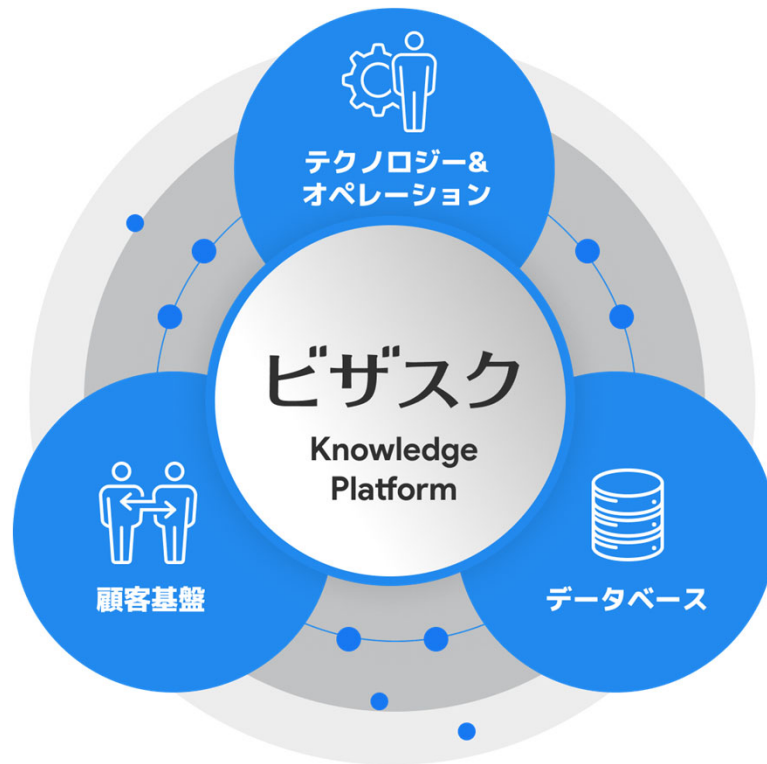 テクノロジー&
オペレーション
ビザスク
Knowledge
Platform
顧客基盤
データベース